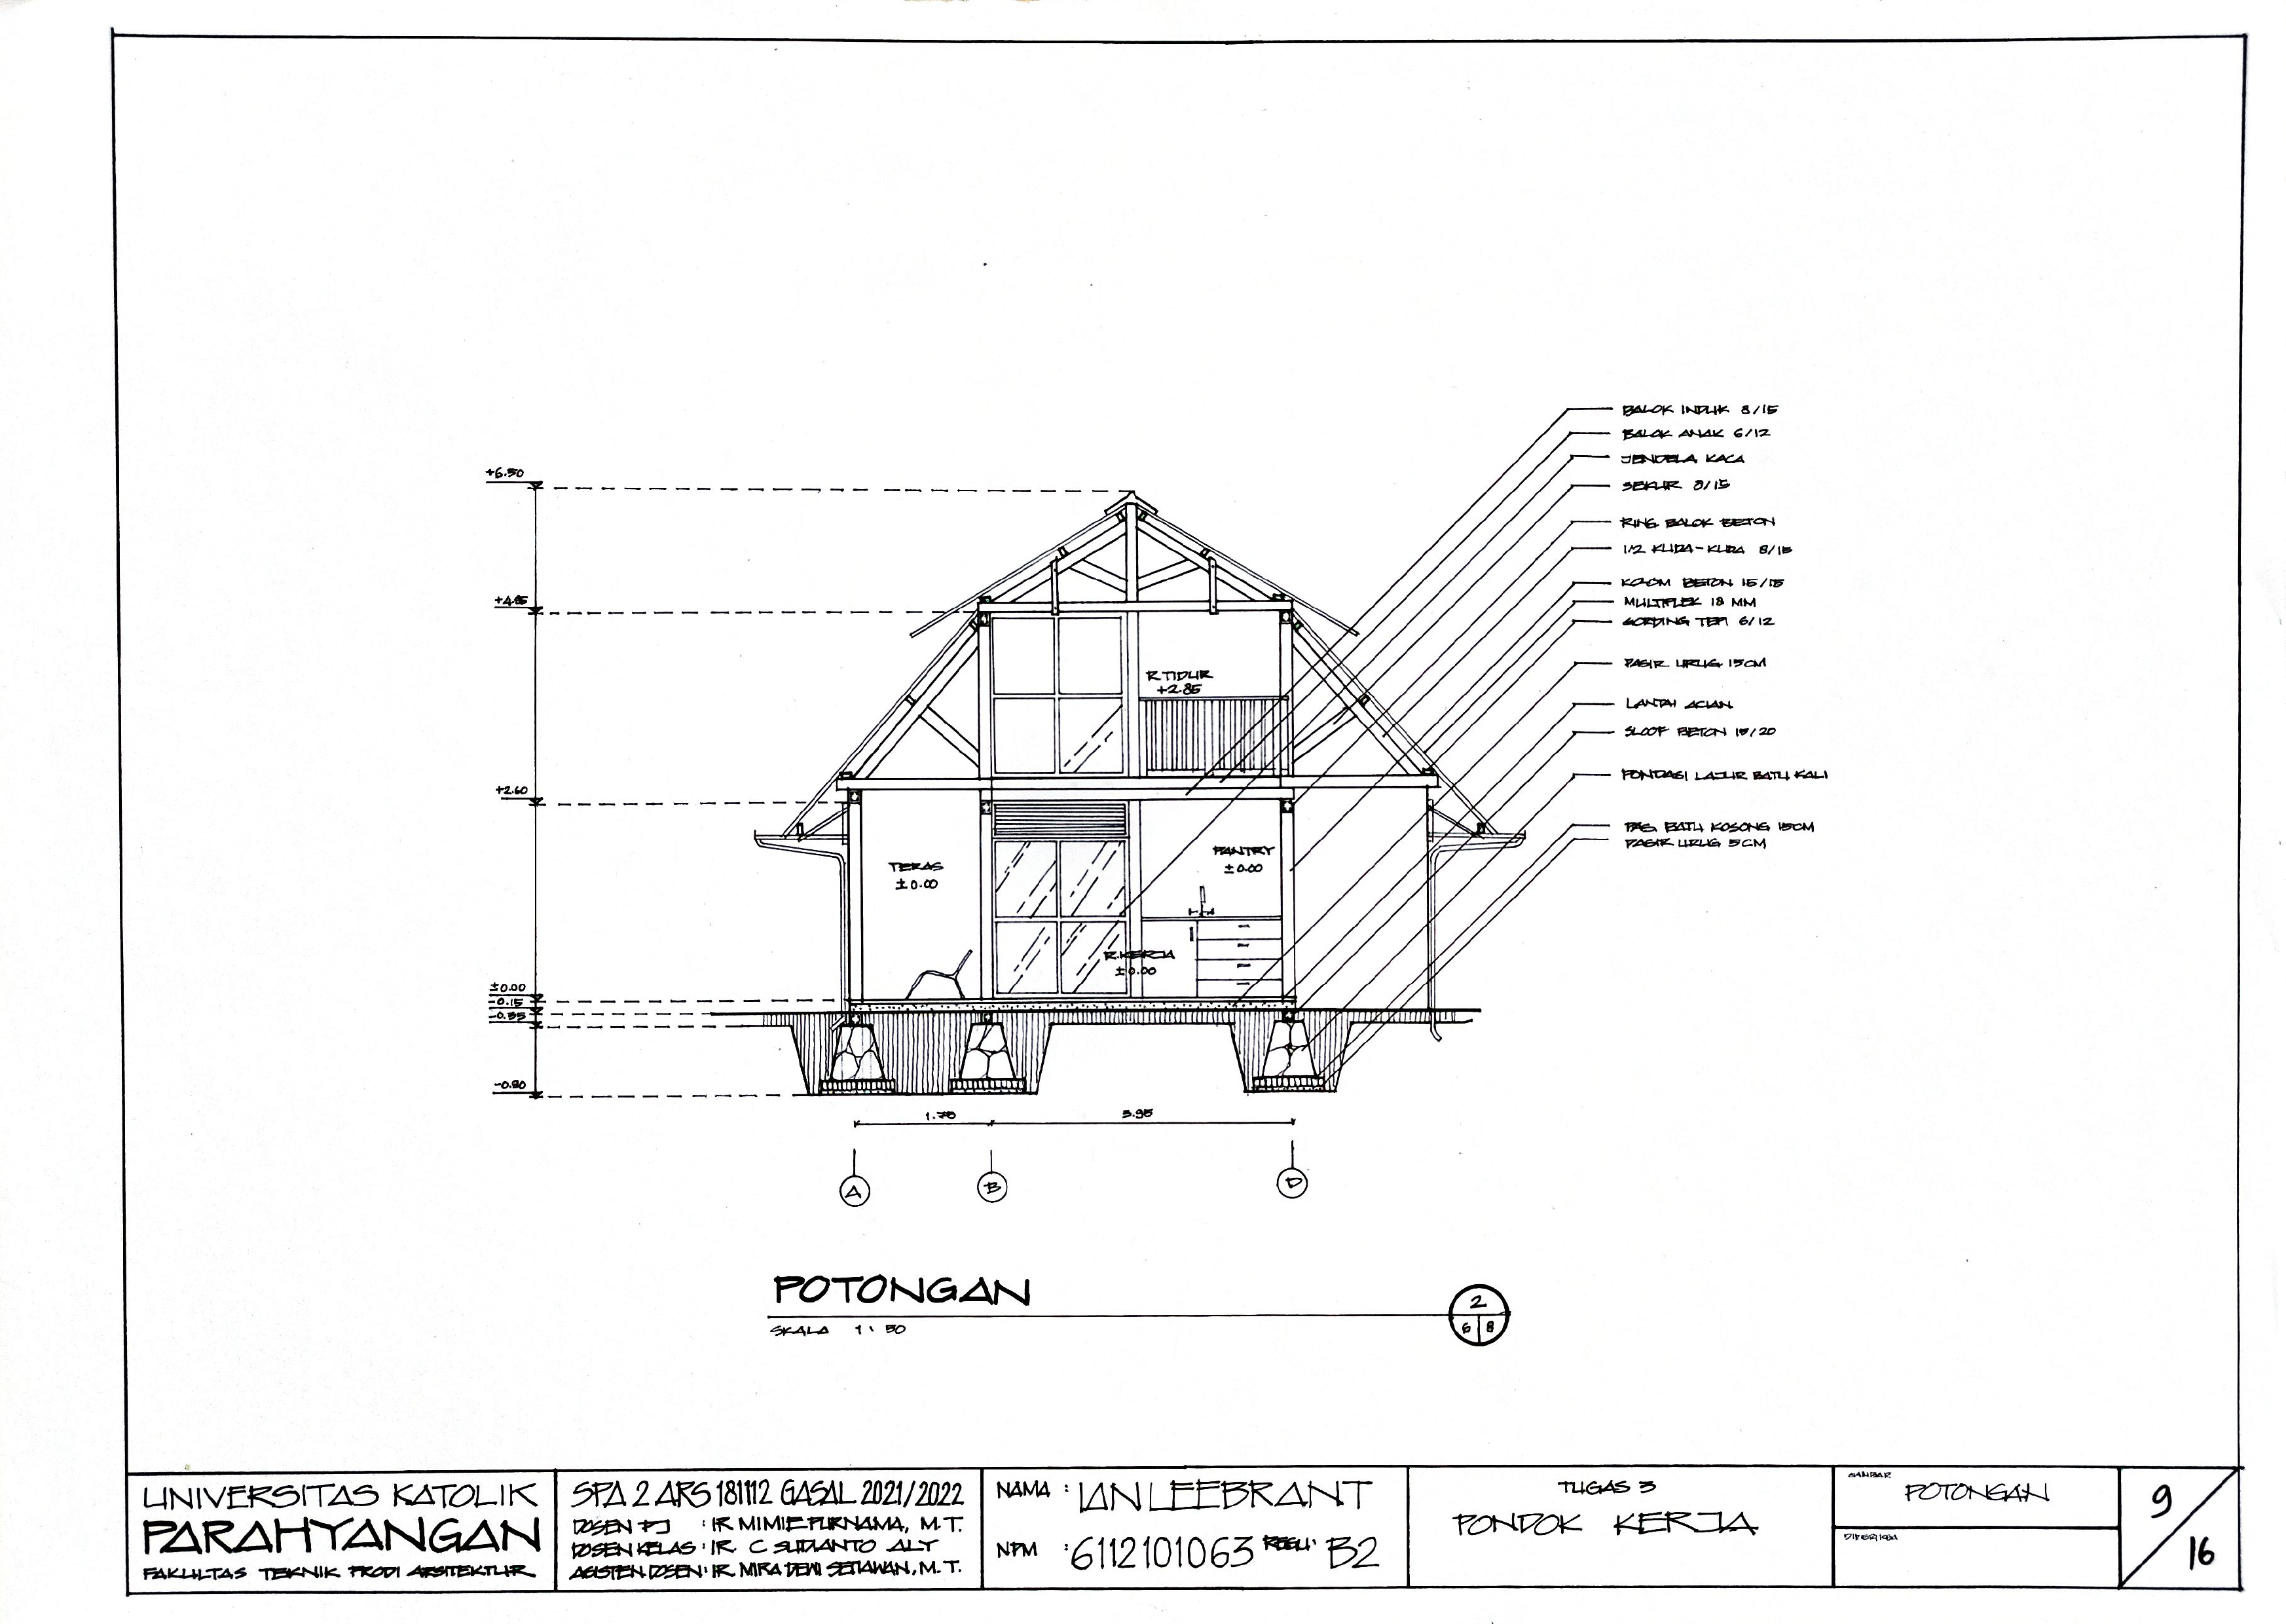 BALOK INDUK 8/15
BALOK ANAK 6/12
JENDELA KACA
SEKUR 8/15
RING BALOK BETON
1/2 KUDA-KUDA 8/15
KOLOM BETON 15/15
MULTIPLEK 18 MM
GORDING TEPI 6/12
PASIR URUG 15CM
LANTAI ACIAN
SLOOF BETON 15/20
PONDASI LAJUR BATU KALI
PAS. BATU KOSONG 15CM
PASIR URUG 5CM
+6.50
+4.85
+2.60
±0.00
-0.15
-0.35
-0.80
R.TIDUR
+2.85
TERAS
±0.00
PANTRY
±0.00
R.KERJA
±0.00
1.75
3.95
A
B
D
POTONGAN
SKALA 1:50
2
6 8
UNIVERSITAS KATOLIK
PARAHYANGAN
FAKULTAS TEKNIK PRODI ARSITEKTUR
SPA 2 ARS 181112 GASAL 2021/2022
DOSEN PJ : IR MIMIE PURNAMA, M.T.
DOSEN KELAS : IR. C SUDIANTO ALY
ASISTEN DOSEN : IR. MIRA DEWI SETIAWAN, M.T.
NAMA : IAN LEEBRANT
NPM : 6112101063 REGU: B2
TUGAS 3
PONDOK KERJA
GAMBAR
POTONGAN
DIPERIKSA
9
16